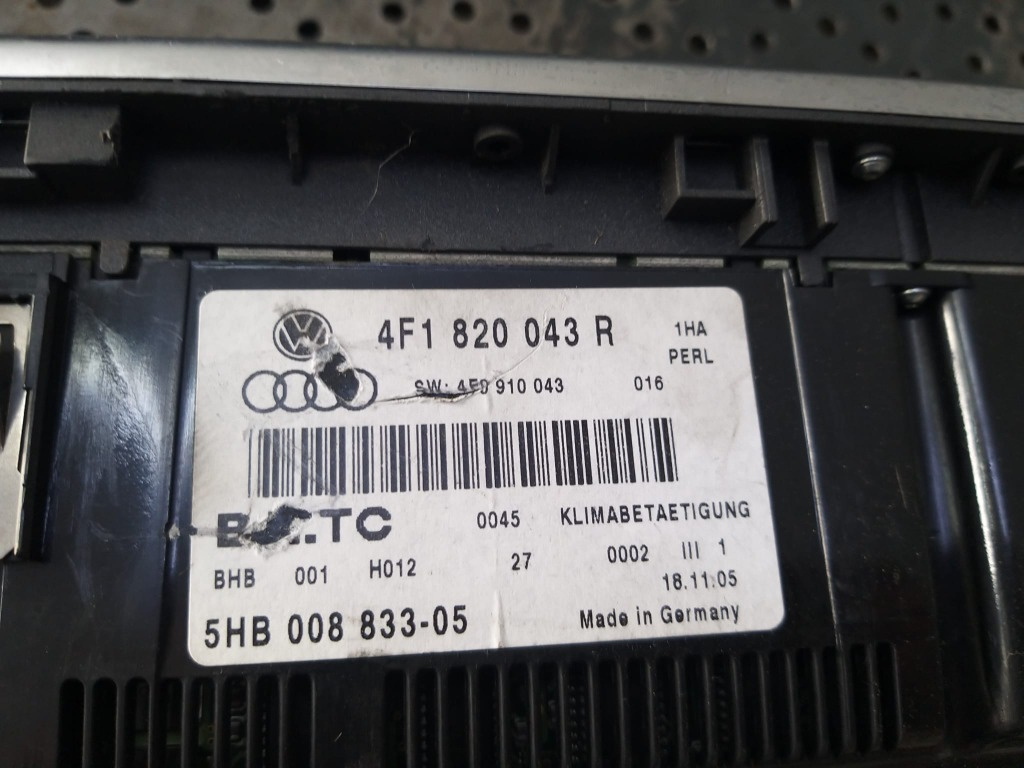 VW
4F1 820 043 R
1HA
PERL
910 043
016
0045
KLIMABETAETIGUNG
BHB 001 H012
27
0002
III 1
18.11.05
5HB 008 833-05
Made in Germany